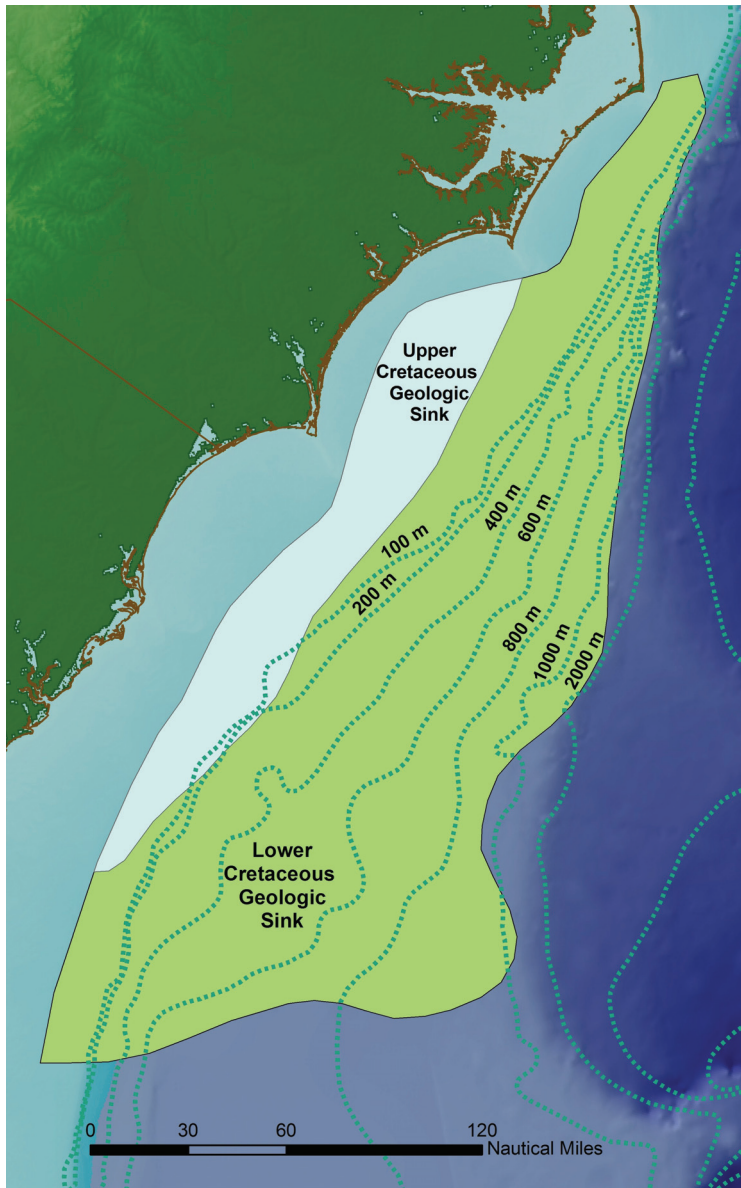 Upper
Cretaceous
Geologic
Sink
100 m
200 m
400 m
600 m
800 m
1000 m
2000 m
Lower
Cretaceous
Geologic
Sink
0 30 60 120
Nautical Miles